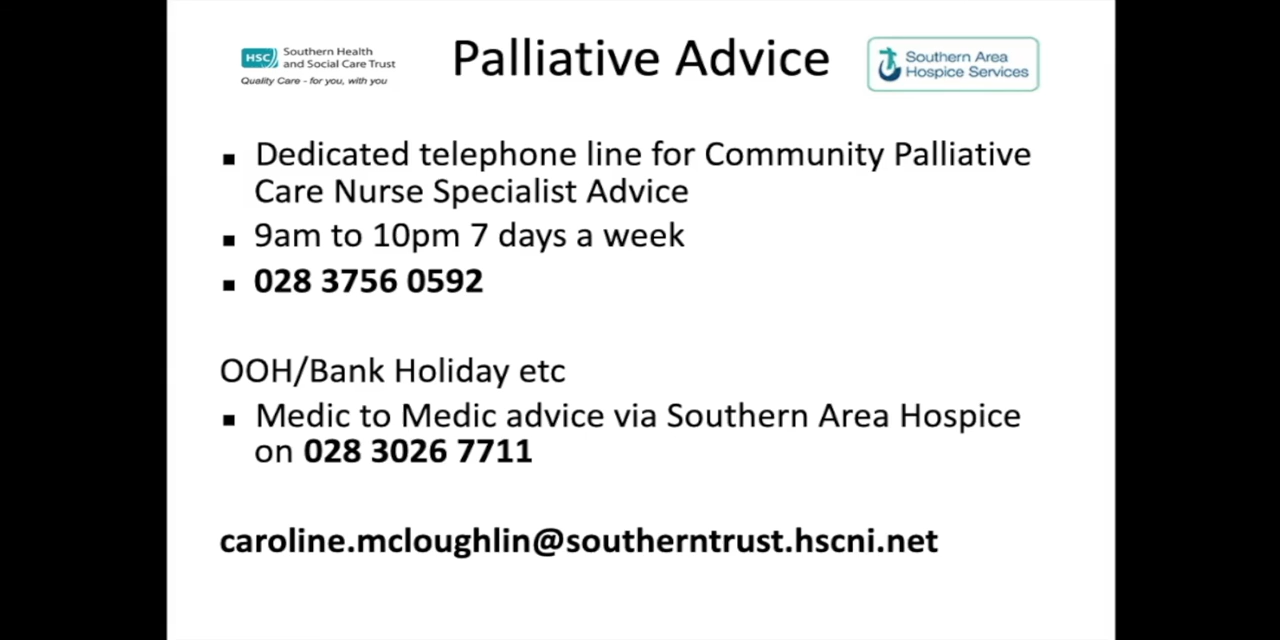 HSC Southern Health
and Social Care Trust
Quality Care - for you, with you
Palliative Advice
Southern Area
Hospice Services
▪ Dedicated telephone line for Community Palliative
Care Nurse Specialist Advice
▪ 9am to 10pm 7 days a week
▪ 028 3756 0592
OOH/Bank Holiday etc
▪ Medic to Medic advice via Southern Area Hospice
on 028 3026 7711
caroline.mcloughlin@southerntrust.hscni.net